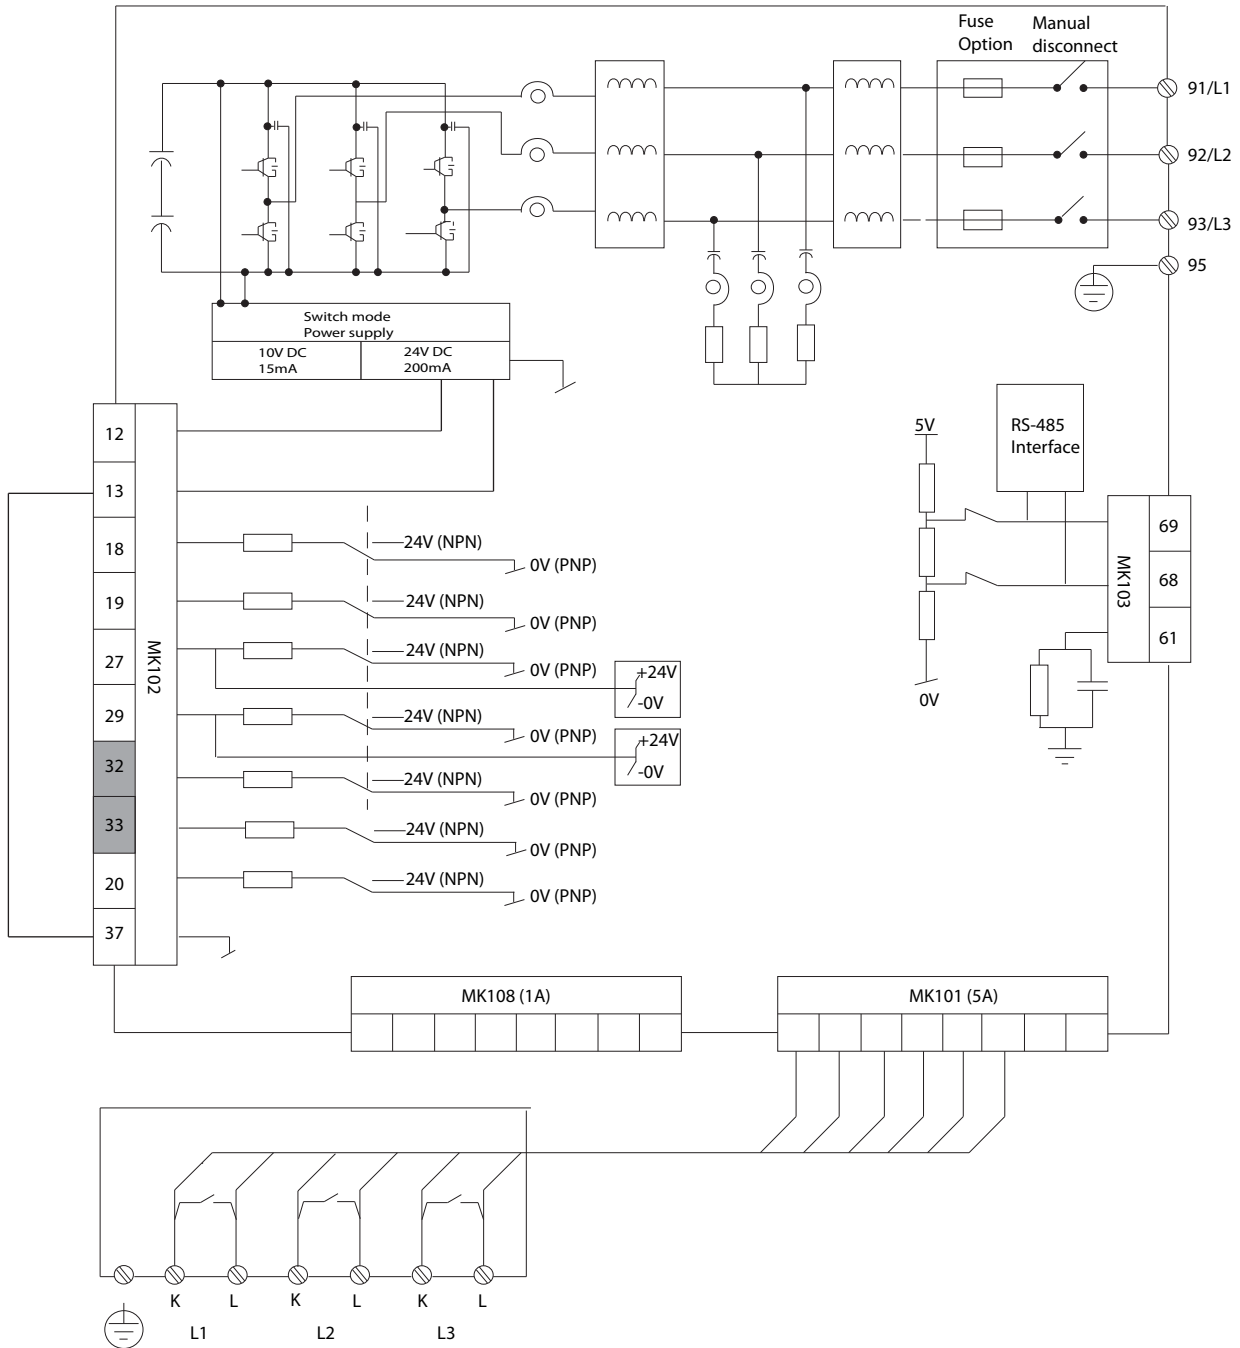 Fuse
Option
Manual
disconnect
91/L1
92/L2
93/L3
95
Switch mode
Power supply
10V DC
15mA
24V DC
200mA
12
13
18
19
27
29
32
33
20
37
MK102
24V (NPN)
0V (PNP)
24V (NPN)
0V (PNP)
24V (NPN)
0V (PNP)
+24V
-0V
24V (NPN)
0V (PNP)
+24V
-0V
24V (NPN)
0V (PNP)
24V (NPN)
0V (PNP)
24V (NPN)
0V (PNP)
5V
0V
RS-485
Interface
MK103
69
68
61
MK108 (1A)
MK101 (5A)
K L K L K L
L1 L2 L3